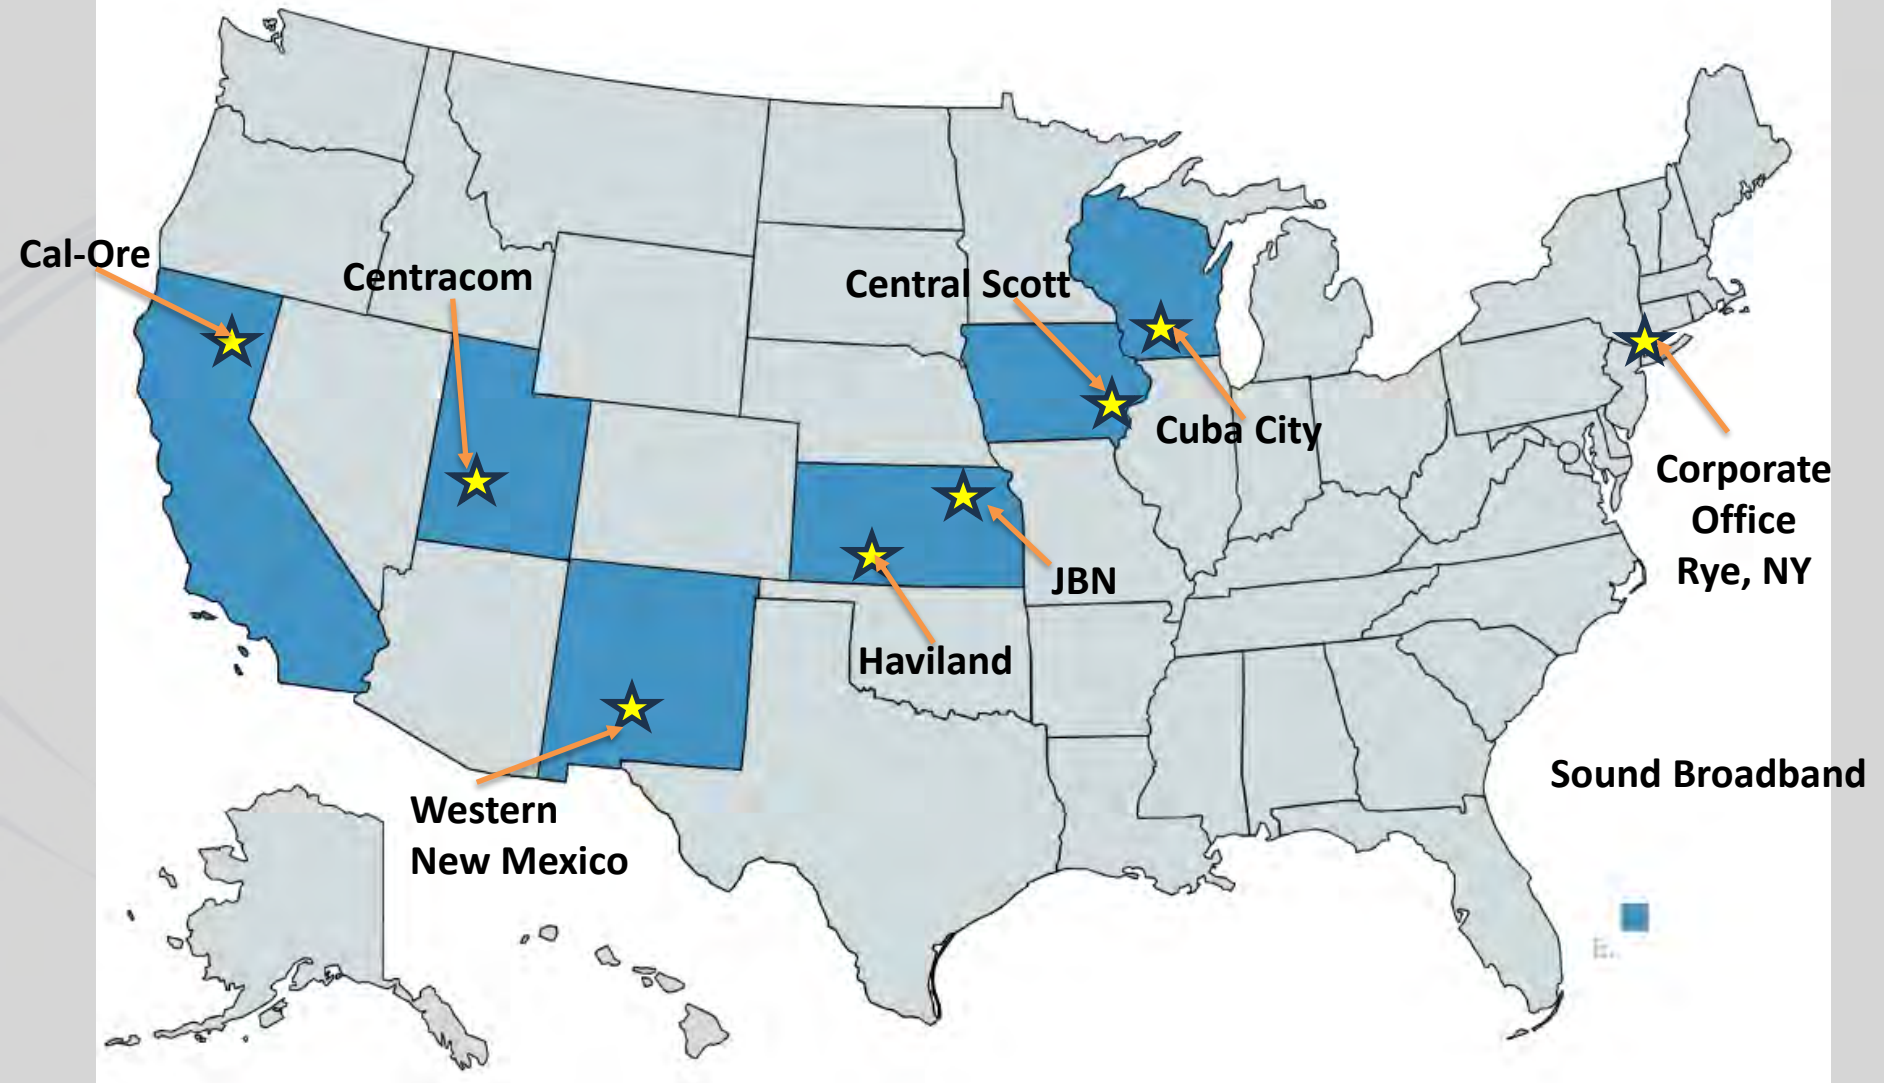 Cal-Ore
Centracom
Central Scott
Cuba City
Corporate
Office
Rye, NY
JBN
Haviland
Sound Broadband
Western
New Mexico